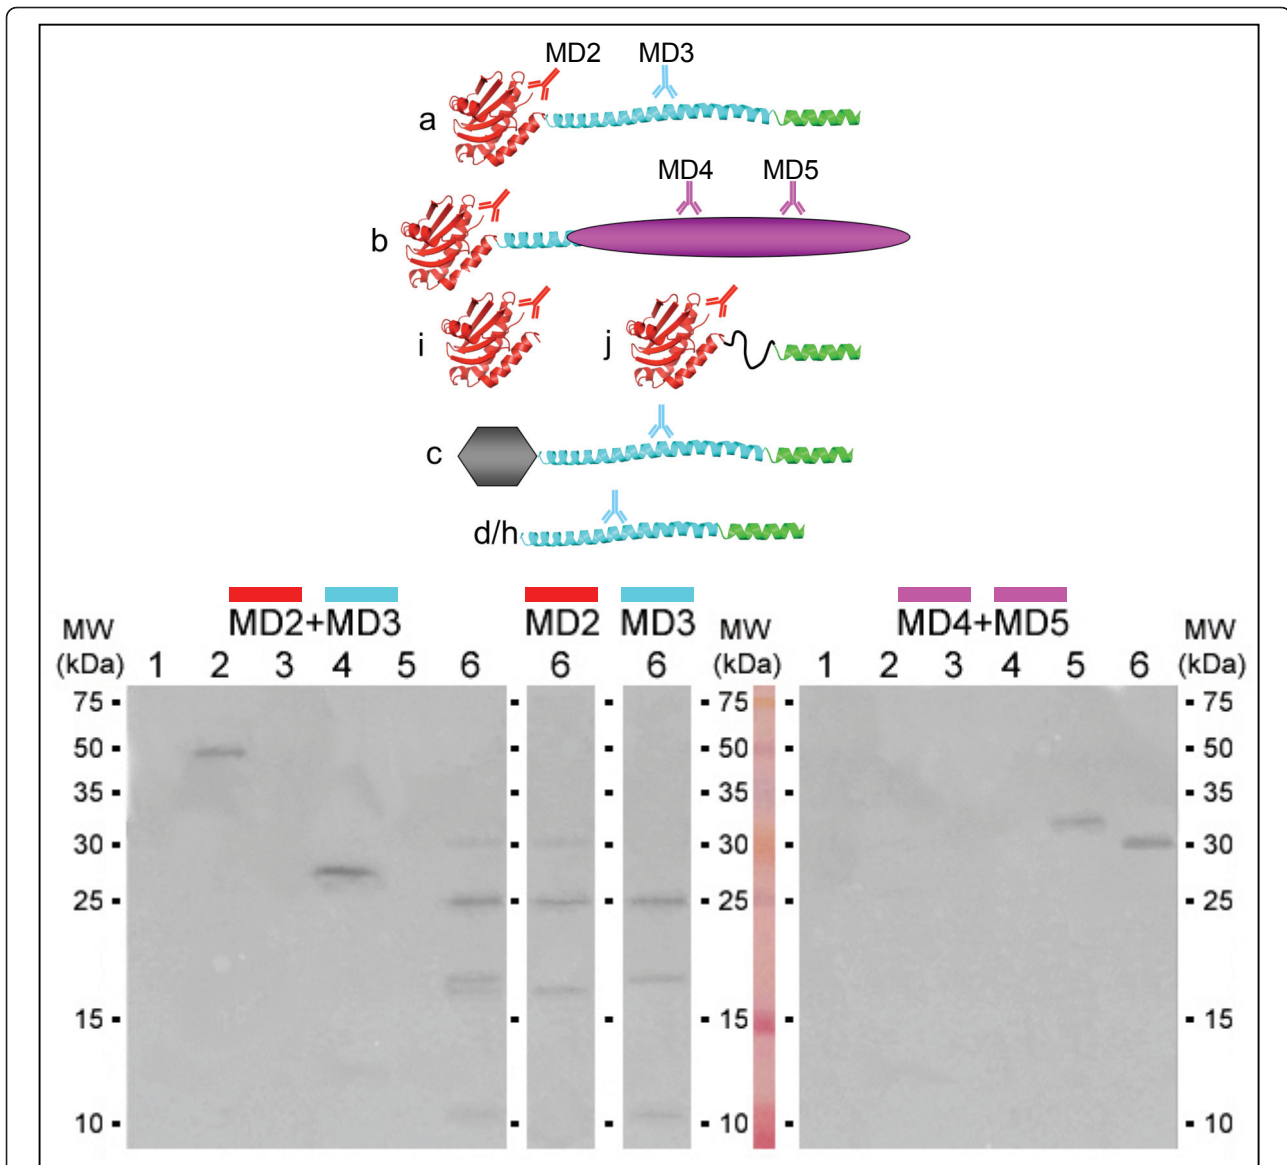 MD2 MD3
a
MD4 MD5
b
i j
c
d/h
MD2+MD3 MD2 MD3 MD4+MD5
MW (kDa) 1 2 3 4 5 6 6 6 MW (kDa) 1 2 3 4 5 6 MW (kDa)
75 75 75
50 50 50
35 35 35
30 30 30
25 25 25
15 15 15
10 10 10